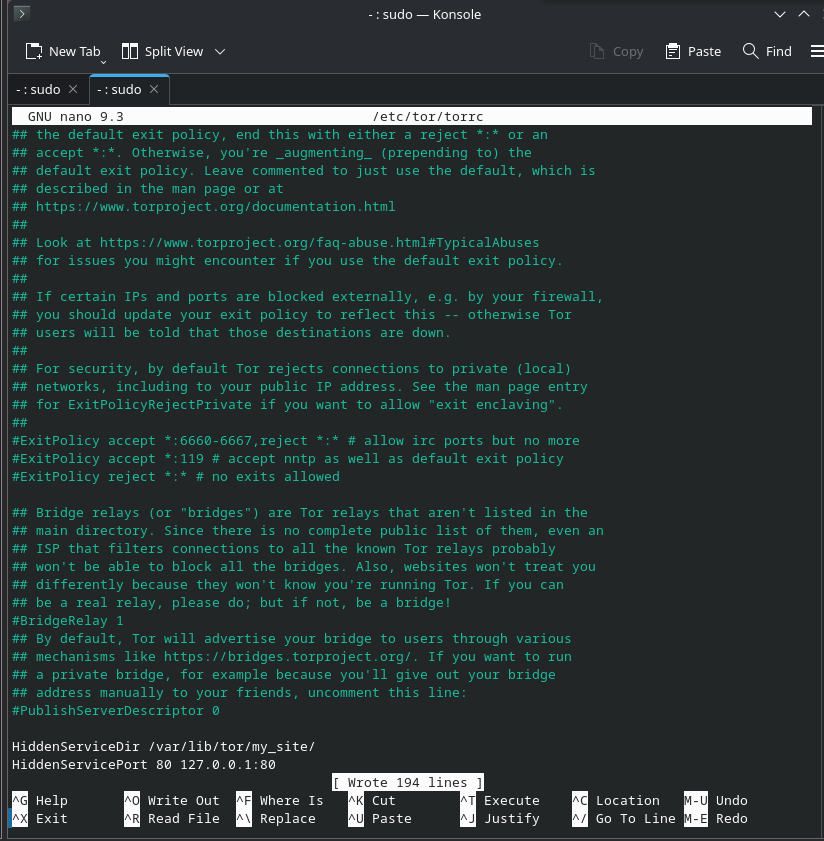 - : sudo — Konsole
New Tab Split View Copy Paste Find
- : sudo - : sudo
GNU nano 9.3 /etc/tor/torrc
## the default exit policy, end this with either a reject *:* or an
## accept *:*. Otherwise, you're _augmenting_ (prepending to) the
## default exit policy. Leave commented to just use the default, which is
## described in the man page or at
## https://www.torproject.org/documentation.html
##
## Look at https://www.torproject.org/faq-abuse.html#TypicalAbuses
## for issues you might encounter if you use the default exit policy.
##
## If certain IPs and ports are blocked externally, e.g. by your firewall,
## you should update your exit policy to reflect this -- otherwise Tor
## users will be told that those destinations are down.
##
## For security, by default Tor rejects connections to private (local)
## networks, including to your public IP address. See the man page entry
## for ExitPolicyRejectPrivate if you want to allow "exit enclaving".
##
#ExitPolicy accept *:6660-6667,reject *:* # allow irc ports but no more
#ExitPolicy accept *:119 # accept nntp as well as default exit policy
#ExitPolicy reject *:* # no exits allowed
## Bridge relays (or "bridges") are Tor relays that aren't listed in the
## main directory. Since there is no complete public list of them, even an
## ISP that filters connections to all the known Tor relays probably
## won't be able to block all the bridges. Also, websites won't treat you
## differently because they won't know you're running Tor. If you can
## be a real relay, please do; but if not, be a bridge!
#BridgeRelay 1
## By default, Tor will advertise your bridge to users through various
## mechanisms like https://bridges.torproject.org/. If you want to run
## a private bridge, for example because you'll give out your bridge
## address manually to your friends, uncomment this line:
#PublishServerDescriptor 0
HiddenServiceDir /var/lib/tor/my_site/
HiddenServicePort 80 127.0.0.1:80
[ Wrote 194 lines ]
^G Help ^O Write Out ^F Where Is ^K Cut ^T Execute ^C Location M-U Undo
^X Exit ^R Read File ^\ Replace ^U Paste ^J Justify ^/ Go To Line M-E Redo